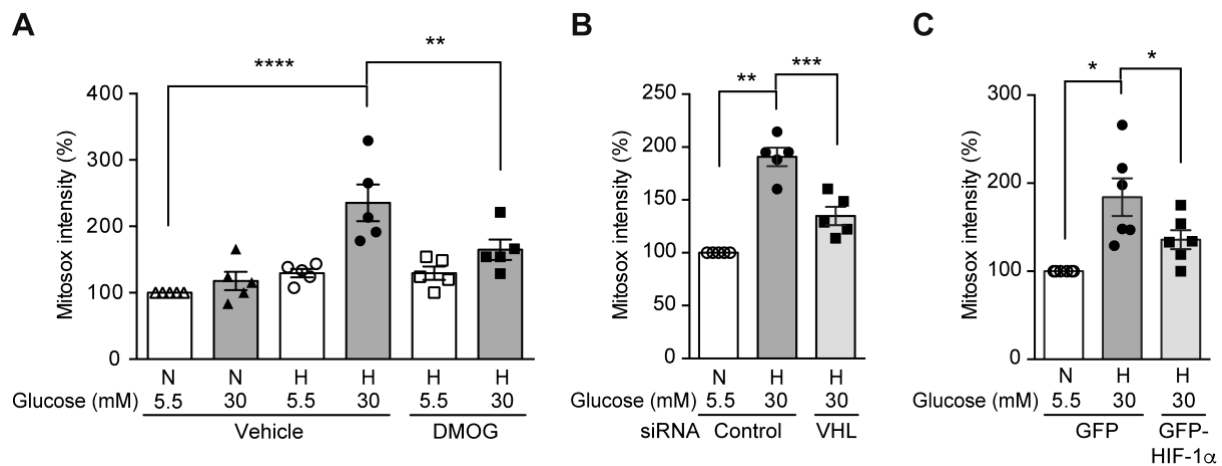 A
Mitosox intensity (%)
400
300
200
100
0
****
**
N N H H H H
Glucose (mM) 5.5 30 5.5 30 5.5 30
Vehicle DMOG
B
Mitosox intensity (%)
250
200
150
100
50
0
**
***
N H H
5.5 30 30
siRNA Control VHL
C
Mitosox intensity (%)
300
200
100
0
*
*
N H H
Glucose (mM) 5.5 30 30
GFP GFP-
HIF-1α